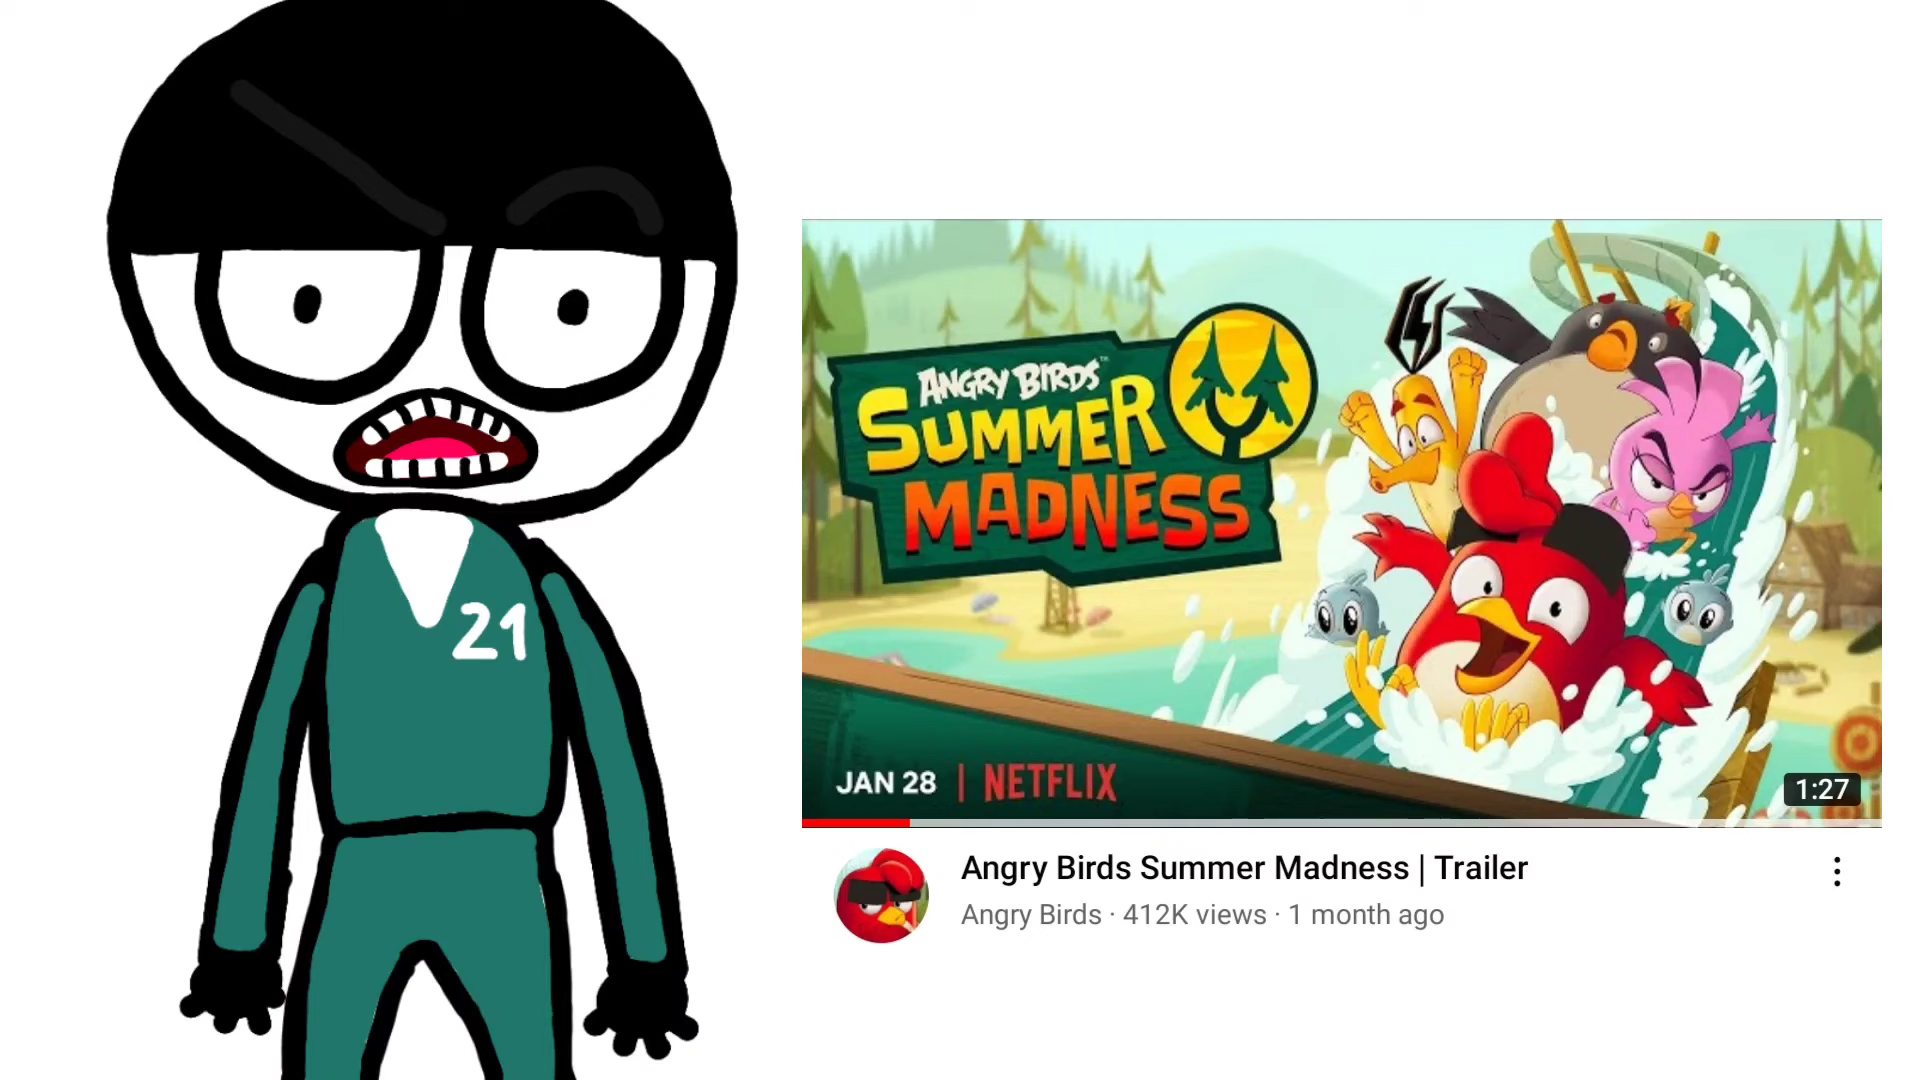 21
ANGRY BIRDS™
SUMMER
MADNESS
JAN 28 | NETFLIX
1:27
Angry Birds Summer Madness | Trailer
Angry Birds · 412K views · 1 month ago